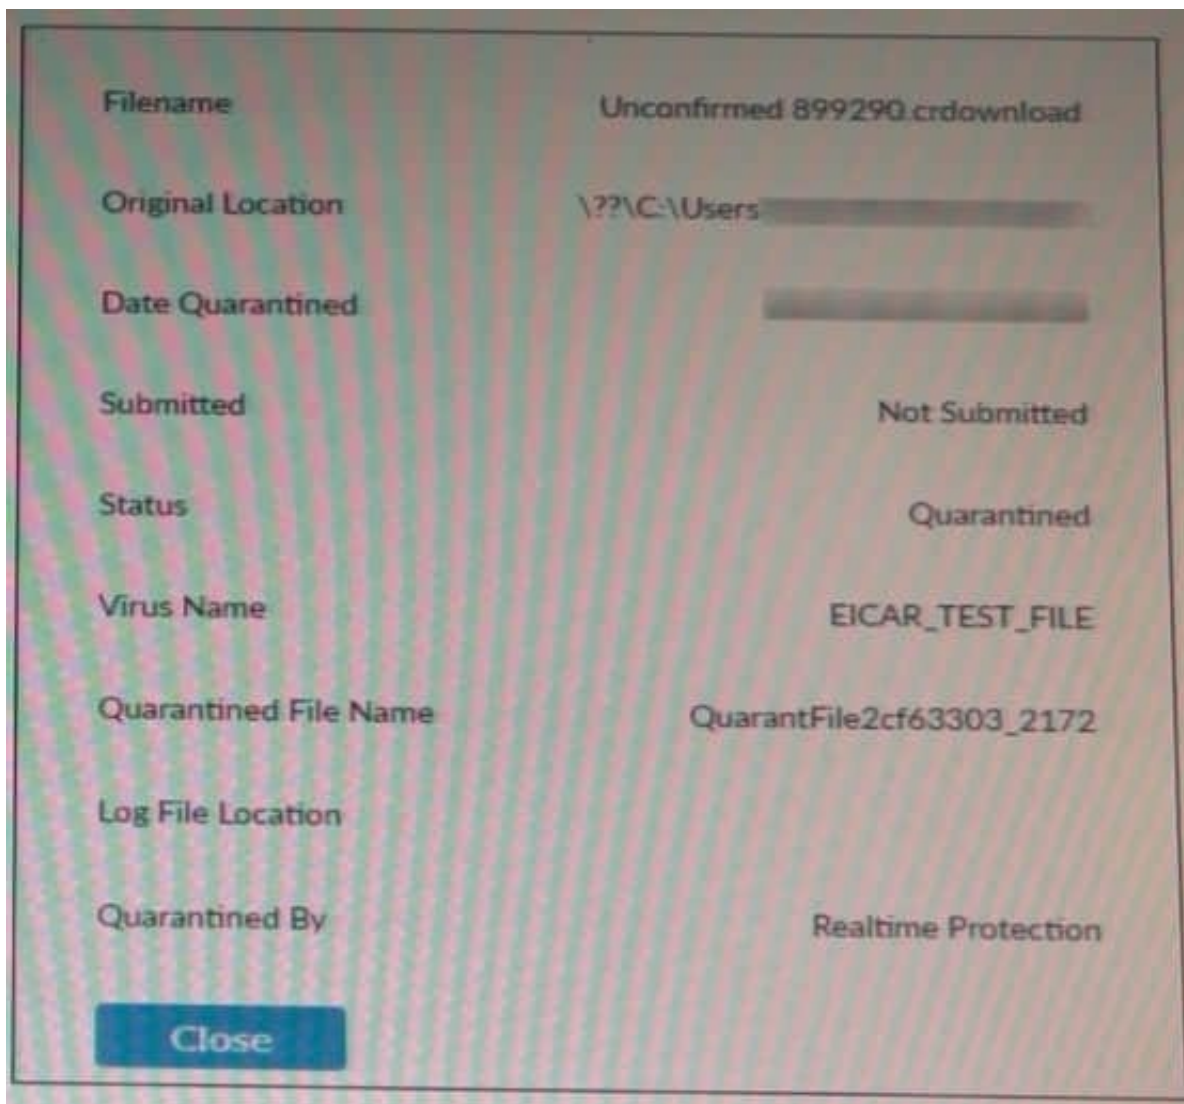 Filename Unconfirmed 899290.crdownload
Original Location \??\C:\Users
Date Quarantined
Submitted Not Submitted
Status Quarantined
Virus Name EICAR_TEST_FILE
Quarantined File Name QuarantFile2cf63303_2172
Log File Location
Quarantined By Realtime Protection
Close